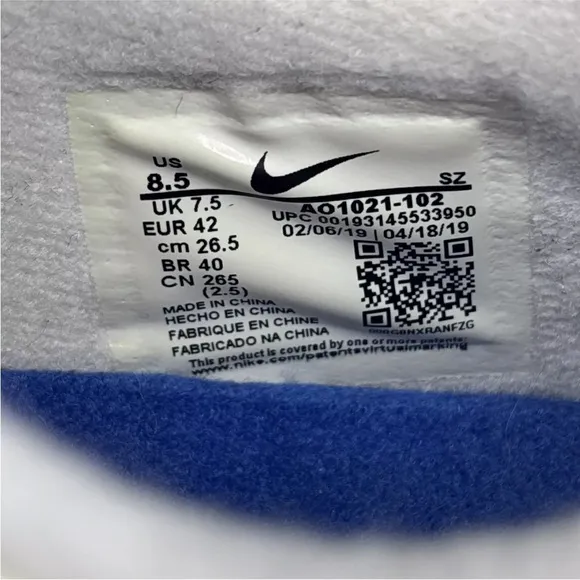 US
8.5
SZ
UK 7.5
AO1021-102
EUR 42
UPC 00193145533950
cm 26.5
02/06/19 | 04/18/19
BR 40
CN 265
(2.5)
MADE IN CHINA
HECHO EN CHINA
FABRIQUE EN CHINE
FABRICADO NA CHINA
This product is covered by one or more patents:
www.nike.com/patentsvirtualmarking